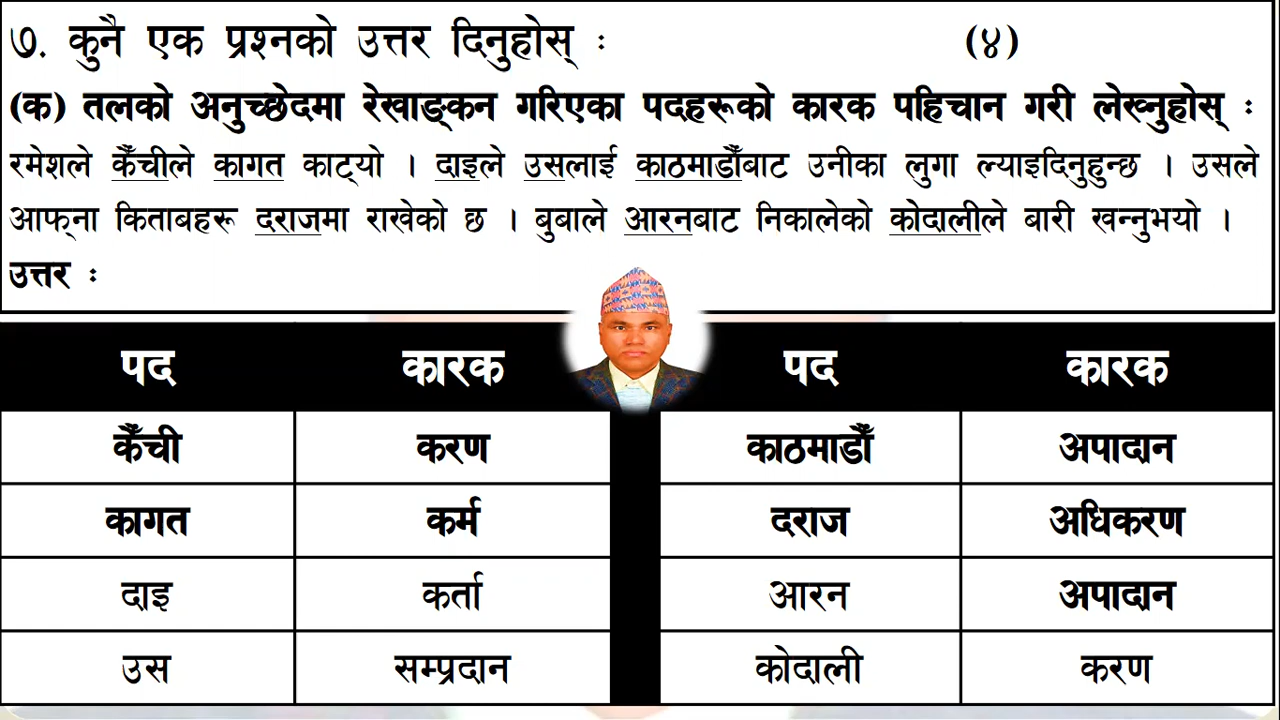 ७. कुनै एक प्रश्नको उत्तर दिनुहोस् : (४)
(क) तलको अनुच्छेदमा रेखाङ्कन गरिएका पदहरूको कारक पहिचान गरी लेख्नुहोस् :
रमेशले कैँचीले कागत काट्यो । दाइले उसलाई काठमाडौँबाट उनीका लुगा ल्याइदिनुहुन्छ । उसले
आफ्ना किताबहरू दराजमा राखेको छ । बुबाले आरनबाट निकालेको कोदालीले बारी खन्नुभयो ।
उत्तर :
पद कारक पद कारक
कैँची करण काठमाडौँ अपादान
कागत कर्म दराज अधिकरण
दाइ कर्ता आरन अपादान
उस सम्प्रदान कोदाली करण